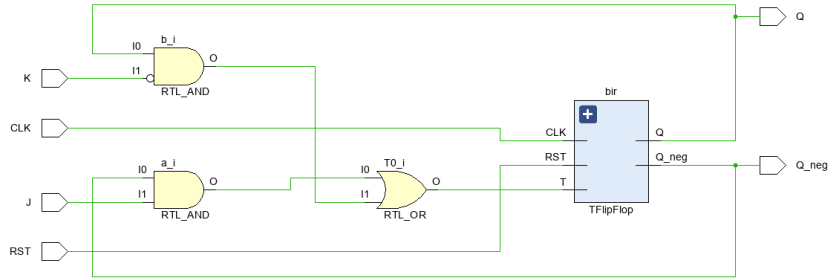 Q
b_i
I0
O
K
I1
RTL_AND
bir
CLK
CLK
Q
a_i
T0_i
RST
Q_neg
Q_neg
I0
O
I0
O
T
J
I1
I1
RTL_AND
RTL_OR
TFlipFlop
RST